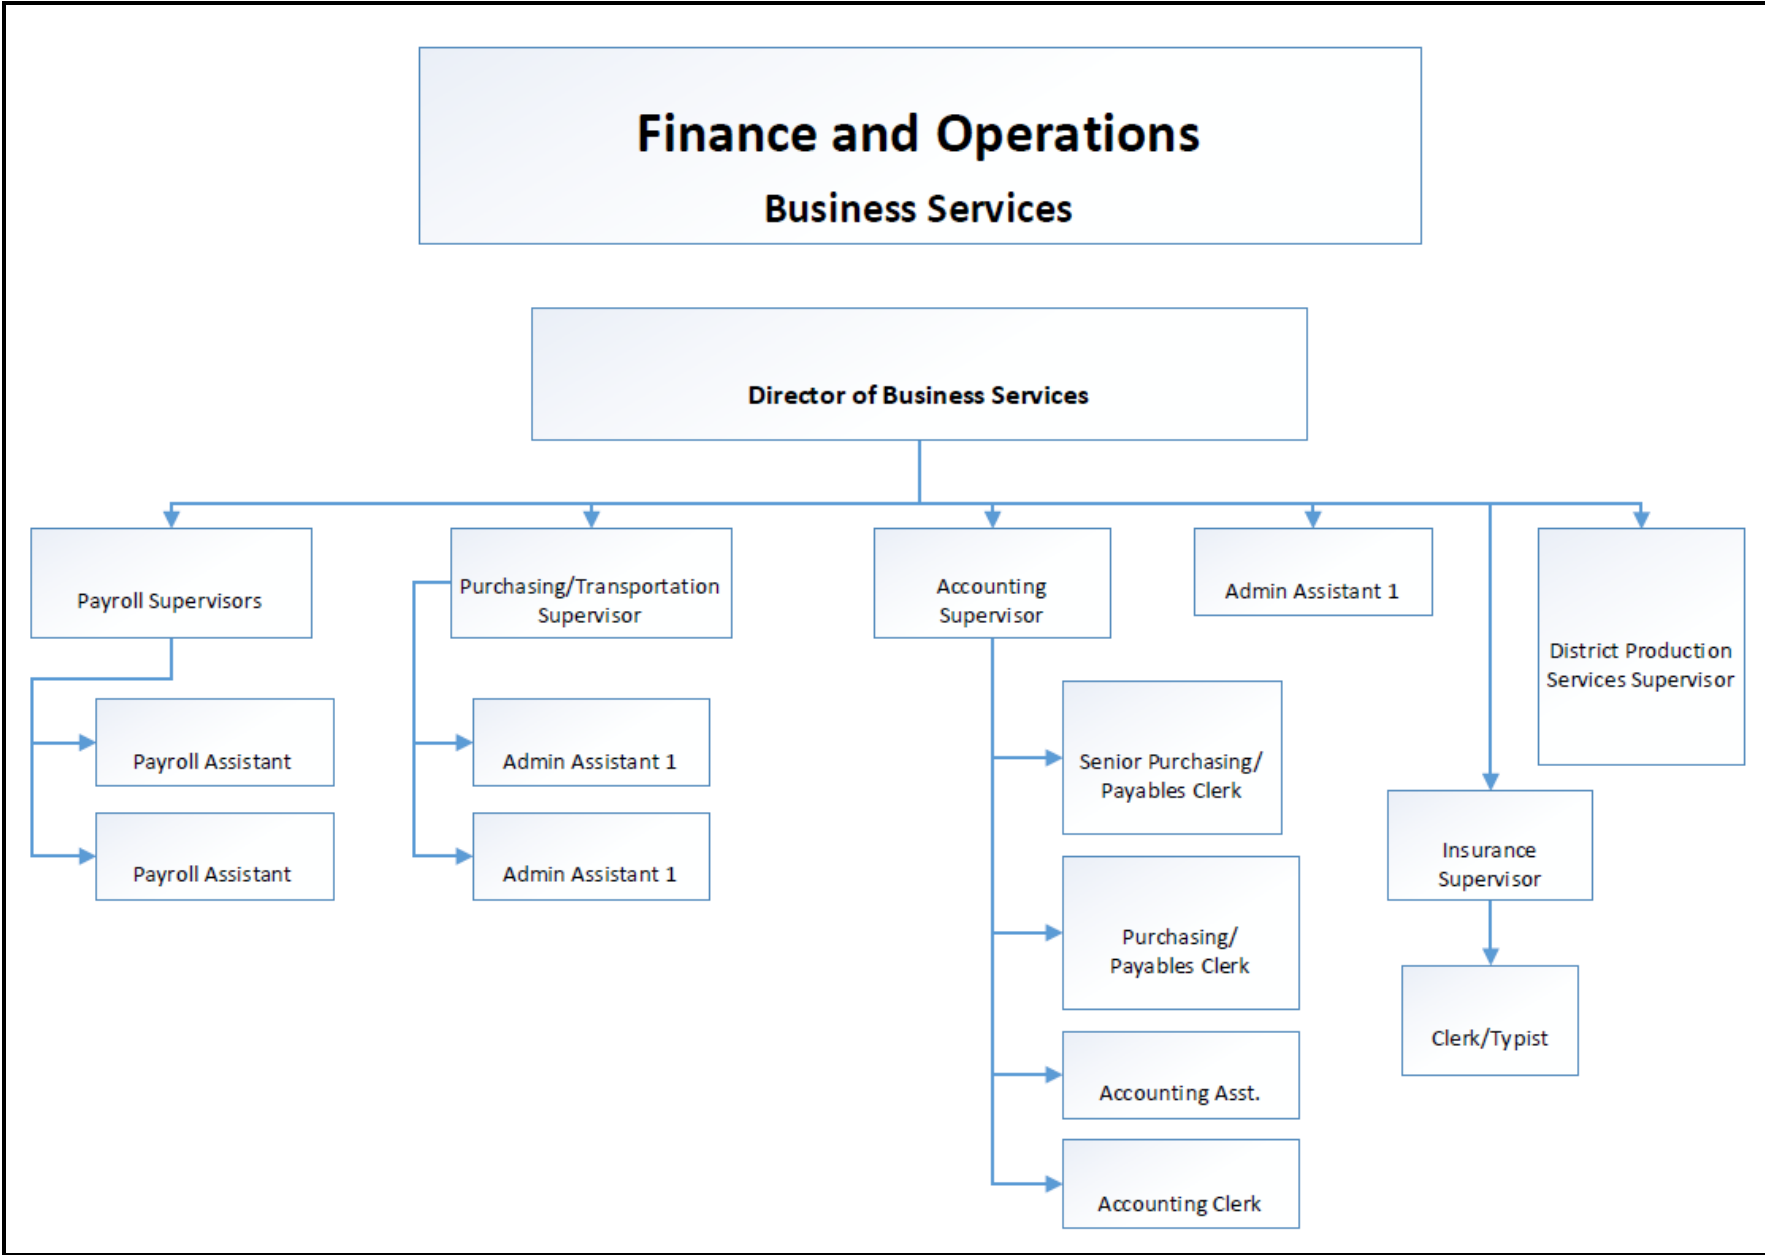 Finance and Operations
Business Services
Director of Business Services
Payroll Supervisors
Purchasing/Transportation
Supervisor
Accounting
Supervisor
Admin Assistant 1
District Production
Services Supervisor
Payroll Assistant
Payroll Assistant
Admin Assistant 1
Admin Assistant 1
Senior Purchasing/
Payables Clerk
Purchasing/
Payables Clerk
Accounting Asst.
Accounting Clerk
Insurance
Supervisor
Clerk/Typist